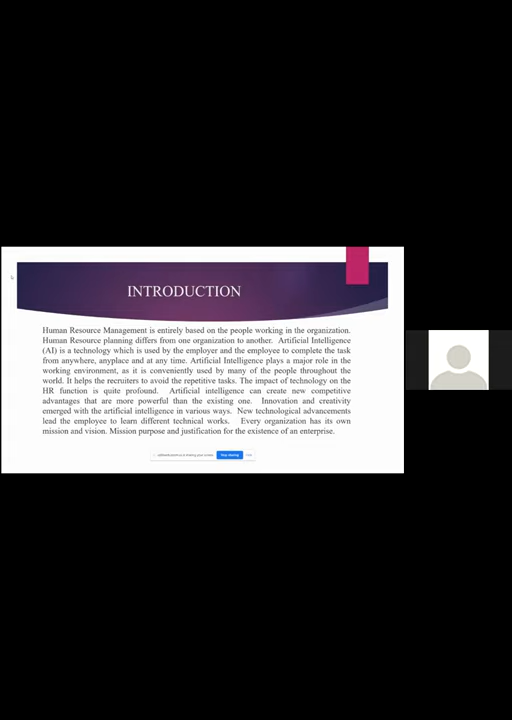 INTRODUCTION
Human Resource Management is entirely based on the people working in the organization.
Human Resource planning differs from one organization to another. Artificial Intelligence
(AI) is a technology which is used by the employer and the employee to complete the task
from anywhere, anyplace and at any time. Artificial Intelligence plays a major role in the
working environment, as it is conveniently used by many of the people throughout the
world. It helps the recruiters to avoid the repetitive tasks. The impact of technology on the
HR function is quite profound. Artificial intelligence can create new competitive
advantages that are more powerful than the existing one. Innovation and creativity
emerged with the artificial intelligence in various ways. New technological advancements
lead the employee to learn different technical works. Every organization has its own
mission and vision. Mission purpose and justification for the existence of an enterprise.
is sharing your screen. Stop sharing Hide